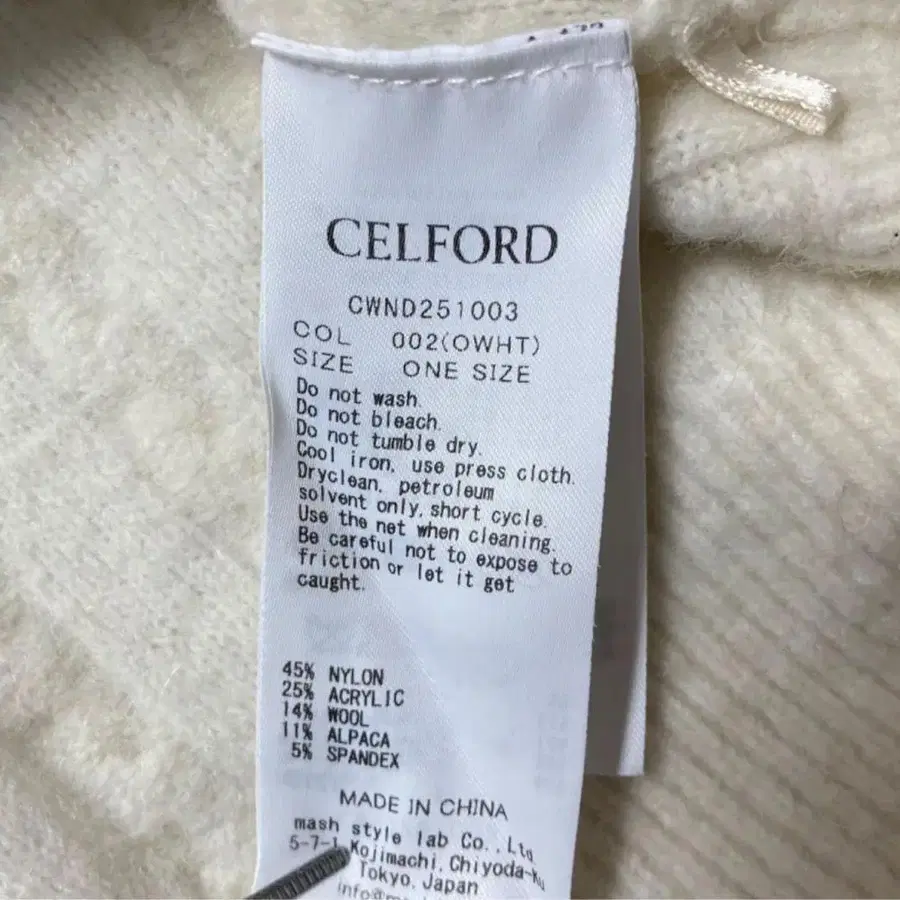 CELFORD
CWND251003
COL 002(OWHT)
SIZE ONE SIZE
Do not wash.
Do not bleach.
Do not tumble dry.
Cool iron, use press cloth.
Dryclean, petroleum
solvent only, short cycle.
Use the net when cleaning.
Be careful not to expose to
friction or let it get
caught.
45% NYLON
25% ACRYLIC
14% WOOL
11% ALPACA
5% SPANDEX
MADE IN CHINA
mash style lab Co.,Ltd
5-7-1 Kojimachi, Chiyoda-Ku
Tokyo, Japan